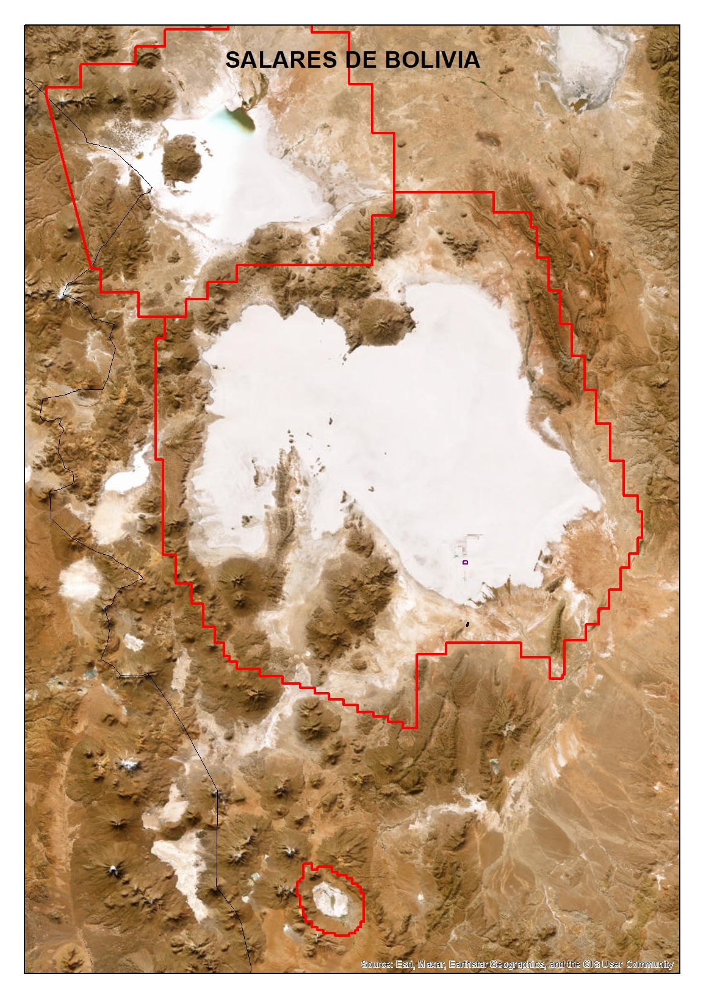 SALARES DE BOLIVIA
Source: Esri, Maxar, Earthstar Geographics, and the GIS User Community